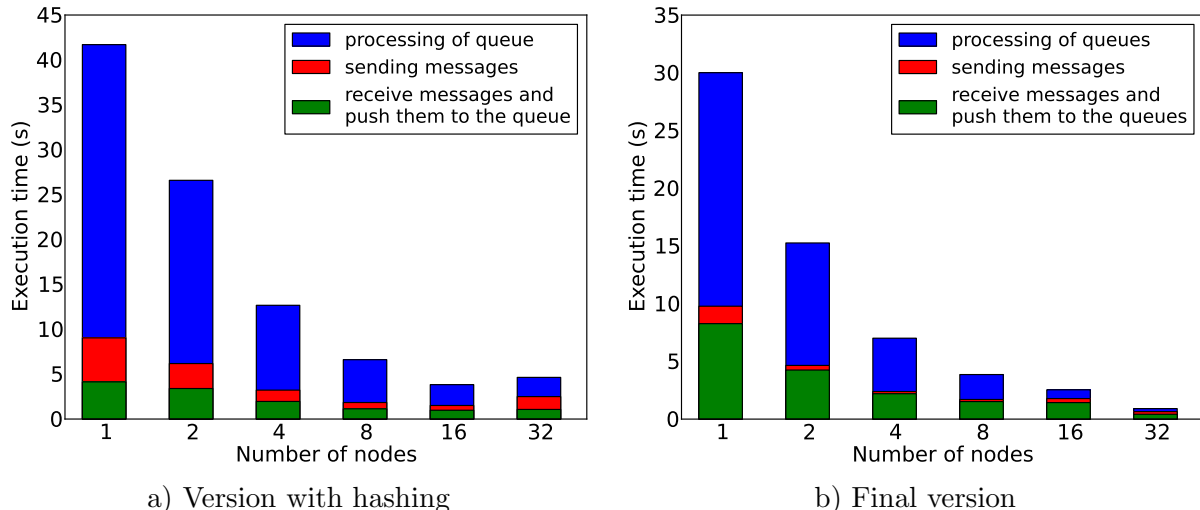 45
40
35
30
25
20
15
10
5
0
Execution time (s)
processing of queue
sending messages
receive messages and
push them to the queue
1 2 4 8 16 32
Number of nodes
a) Version with hashing
35
30
25
20
15
10
5
0
Execution time (s)
processing of queues
sending messages
receive messages and
push them to the queues
1 2 4 8 16 32
Number of nodes
b) Final version